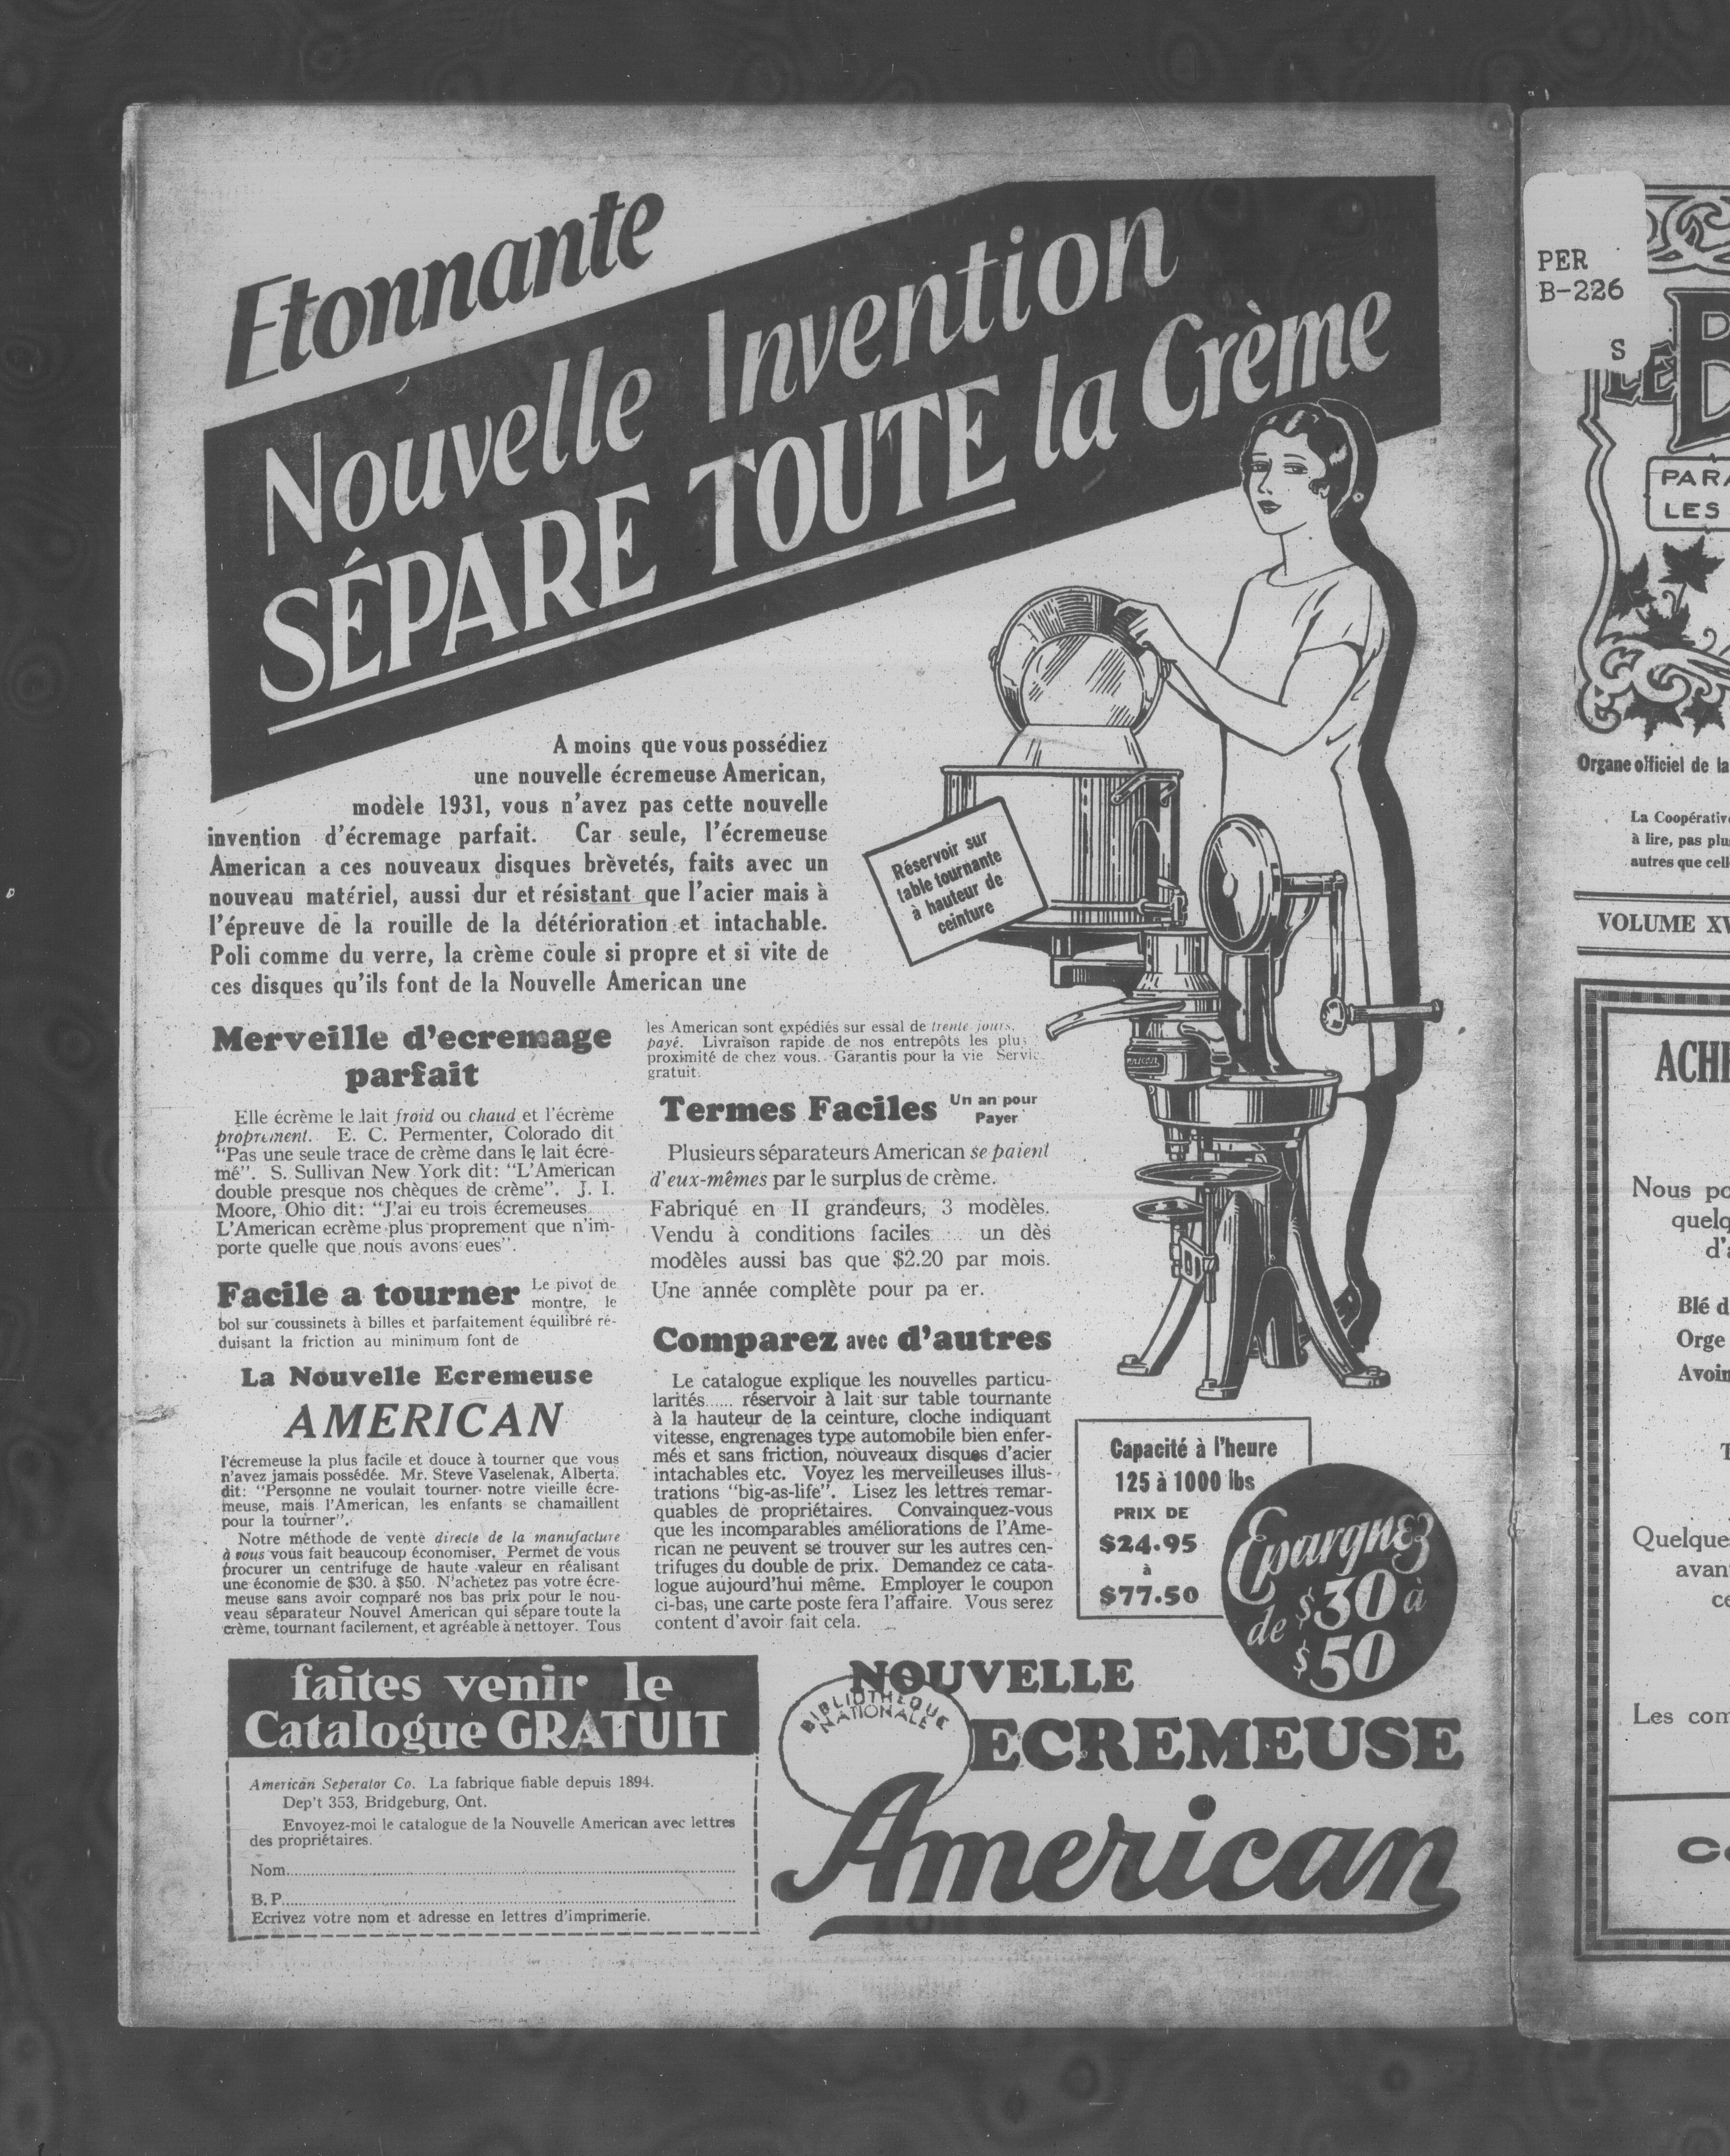 Etonnante
Nouvelle Invention
SÉPARE TOUTE la Crème
A moins que vous possédiez
une nouvelle écremeuse American,
modèle 1931, vous n'avez pas cette nouvelle
invention d'écremage parfait. Car seule, l'écremeuse
American a ces nouveaux disques brèvetés, faits avec un
nouveau matériel, aussi dur et résistant que l'acier mais à
l'épreuve de la rouille de la détérioration et intachable.
Poli comme du verre, la crème coule si propre et si vite de
ces disques qu'ils font de la Nouvelle American une
Réservoir sur
table tournante
à hauteur de
ceinture
Merveille d'ecremage
parfait
Elle écrème le lait froid ou chaud et l'écrème
proprement. E. C. Permenter, Colorado dit
"Pas une seule trace de crème dans le lait écre-
mé". S. Sullivan New York dit: "L'American
double presque nos chèques de crème". J. I.
Moore, Ohio dit: "J'ai eu trois écremeuses
L'American ecrème plus proprement que n'im-
porte quelle que nous avons eues".
Facile a tourner Le pivot de
montre, le
bol sur coussinets à billes et parfaitement équilibré ré-
duisant la friction au minimum font de
La Nouvelle Ecremeuse
AMERICAN
l'écremeuse la plus facile et douce à tourner que vous
n'avez jamais possédée. Mr. Steve Vaselenak, Alberta,
dit: "Personne ne voulait tourner notre vieille écre-
meuse, mais l'American, les enfants se chamaillent
pour la tourner".
Notre méthode de vente directe de la manufacture
à vous vous fait beaucoup économiser. Permet de vous
procurer un centrifuge de haute valeur en réalisant
une économie de $30. à $50. N'achetez pas votre écre-
meuse sans avoir comparé nos bas prix pour le nou-
veau séparateur Nouvel American qui sépare toute la
crème, tournant facilement, et agréable à nettoyer. Tous
les American sont expédiés sur essai de trente jours,
payé. Livraison rapide de nos entrepôts les plus
proximité de chez vous. Garantis pour la vie Servic
gratuit.
Termes Faciles Un an pour
Payer
Plusieurs séparateurs American se paient
d'eux-mêmes par le surplus de crème.
Fabriqué en II grandeurs, 3 modèles.
Vendu à conditions faciles .... un dès
modèles aussi bas que $2.20 par mois.
Une année complète pour pa er.
Comparez avec d'autres
Le catalogue explique les nouvelles particu-
larités...... réservoir à lait sur table tournante
à la hauteur de la ceinture, cloche indiquant
vitesse, engrenages type automobile bien enfer-
més et sans friction, nouveaux disques d'acier
intachables etc. Voyez les merveilleuses illus-
trations "big-as-life". Lisez les lettres remar-
quables de propriétaires. Convainquez-vous
que les incomparables améliorations de l'Ame-
rican ne peuvent se trouver sur les autres cen-
trifuges du double de prix. Demandez ce cata-
logue aujourd'hui même. Employer le coupon
ci-bas, une carte poste fera l'affaire. Vous serez
content d'avoir fait cela.
Capacité à l'heure
125 à 1000 lbs
PRIX DE
$24.95
à
$77.50
Epargnez
de $30 à
$50
faites venir le
Catalogue GRATUIT
American Seperator Co. La fabrique fiable depuis 1894.
Dep't 353, Bridgeburg, Ont.
Envoyez-moi le catalogue de la Nouvelle American avec lettres
des propriétaires.
Nom
B. P.
Ecrivez votre nom et adresse en lettres d'imprimerie.
NOUVELLE
BIBLIOTHEQUE
NATIONALE
ECREMEUSE
American
PER
B-226
S
LE B
PARA
LES
Organe officiel de la
La Coopérative
à lire, pas plus
autres que cell
VOLUME XV
ACHE
Nous po
quelq
d'a
Blé d
Orge
Avoin
T
Quelque
avan
ce
Les com
Co